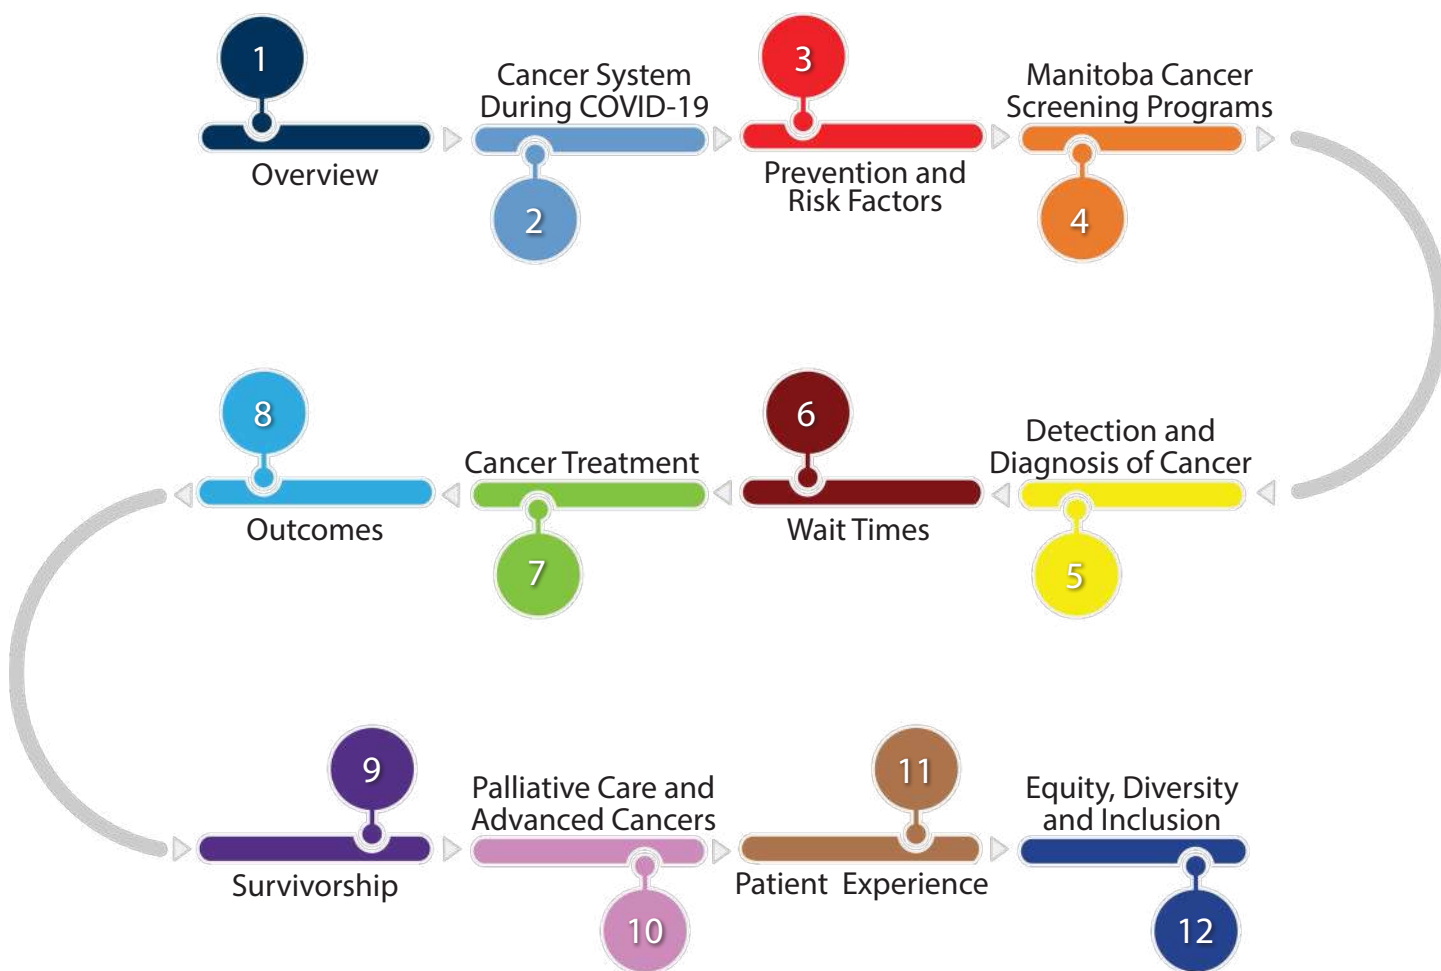 1
Overview
Cancer System
During COVID-19
2
3
Prevention and
Risk Factors
Manitoba Cancer
Screening Programs
4
Detection and
Diagnosis of Cancer
5
6
Wait Times
Cancer Treatment
7
8
Outcomes
9
Survivorship
Palliative Care and
Advanced Cancers
10
11
Patient Experience
Equity, Diversity
and Inclusion
12